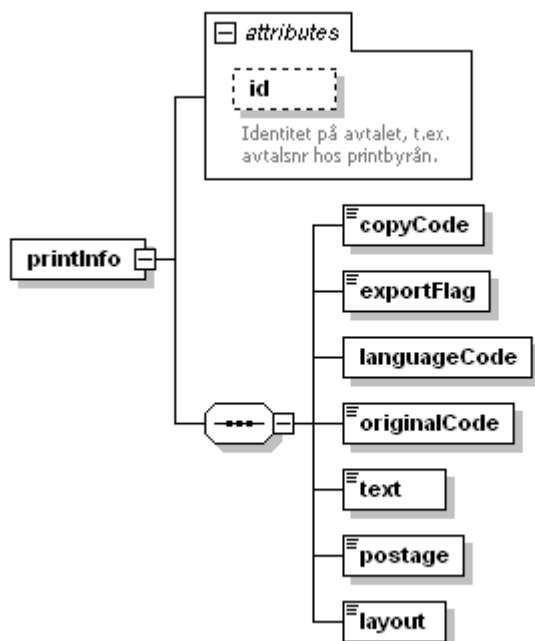 attributes
id
Identitet på avtalet, t.ex.
avtalsnr hos printbyrån.
printInfo
copyCode
exportFlag
languageCode
originalCode
text
postage
layout